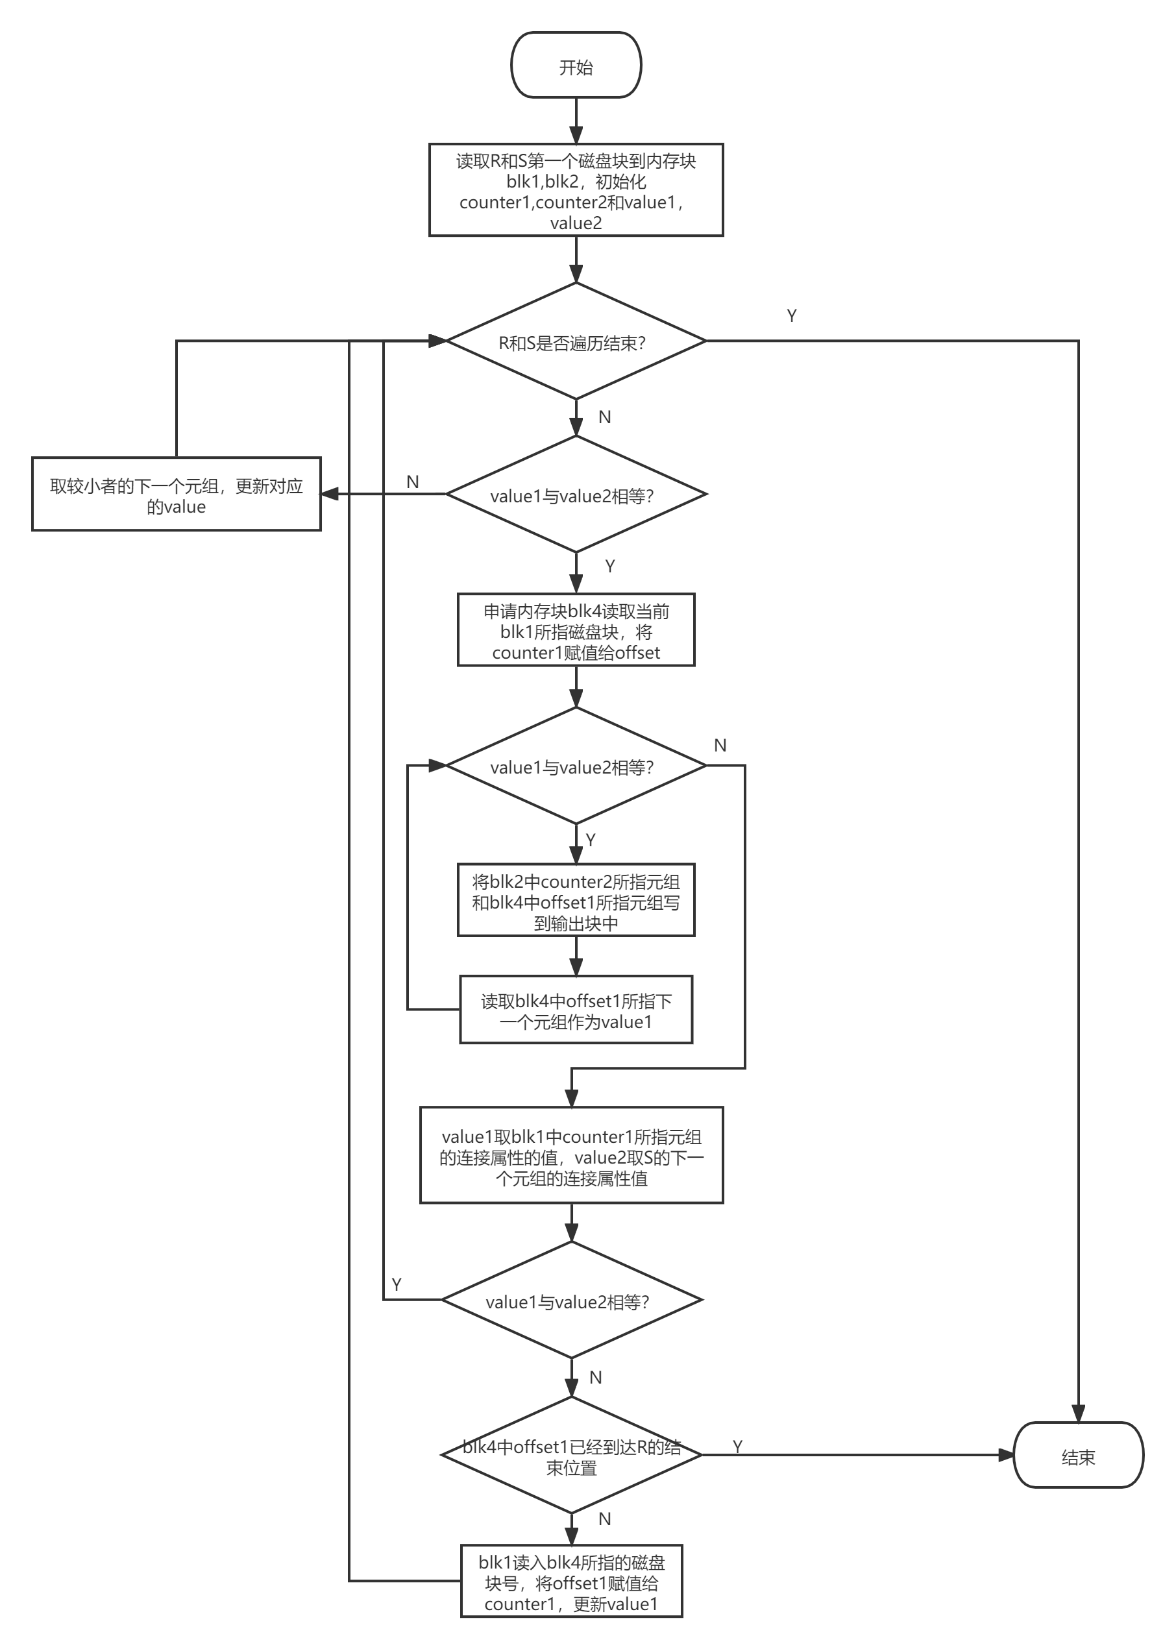 开始
读取R和S第一个磁盘块到内存块
blk1,blk2，初始化
counter1,counter2和value1，
value2
Y
R和S是否遍历结束？
N
取较小者的下一个元组，更新对应
的value
N
value1与value2相等？
Y
申请内存块blk4读取当前
blk1所指磁盘块，将
counter1赋值给offset
N
value1与value2相等？
Y
将blk2中counter2所指元组
和blk4中offset1所指元组写
到输出块中
读取blk4中offset1所指下
一个元组作为value1
value1取blk1中counter1所指元组
的连接属性的值，value2取S的下一
个元组的连接属性值
Y
value1与value2相等？
N
blk4中offset1已经到达R的结
束位置
Y
结束
N
blk1读入blk4所指的磁盘
块号，将offset1赋值给
counter1，更新value1